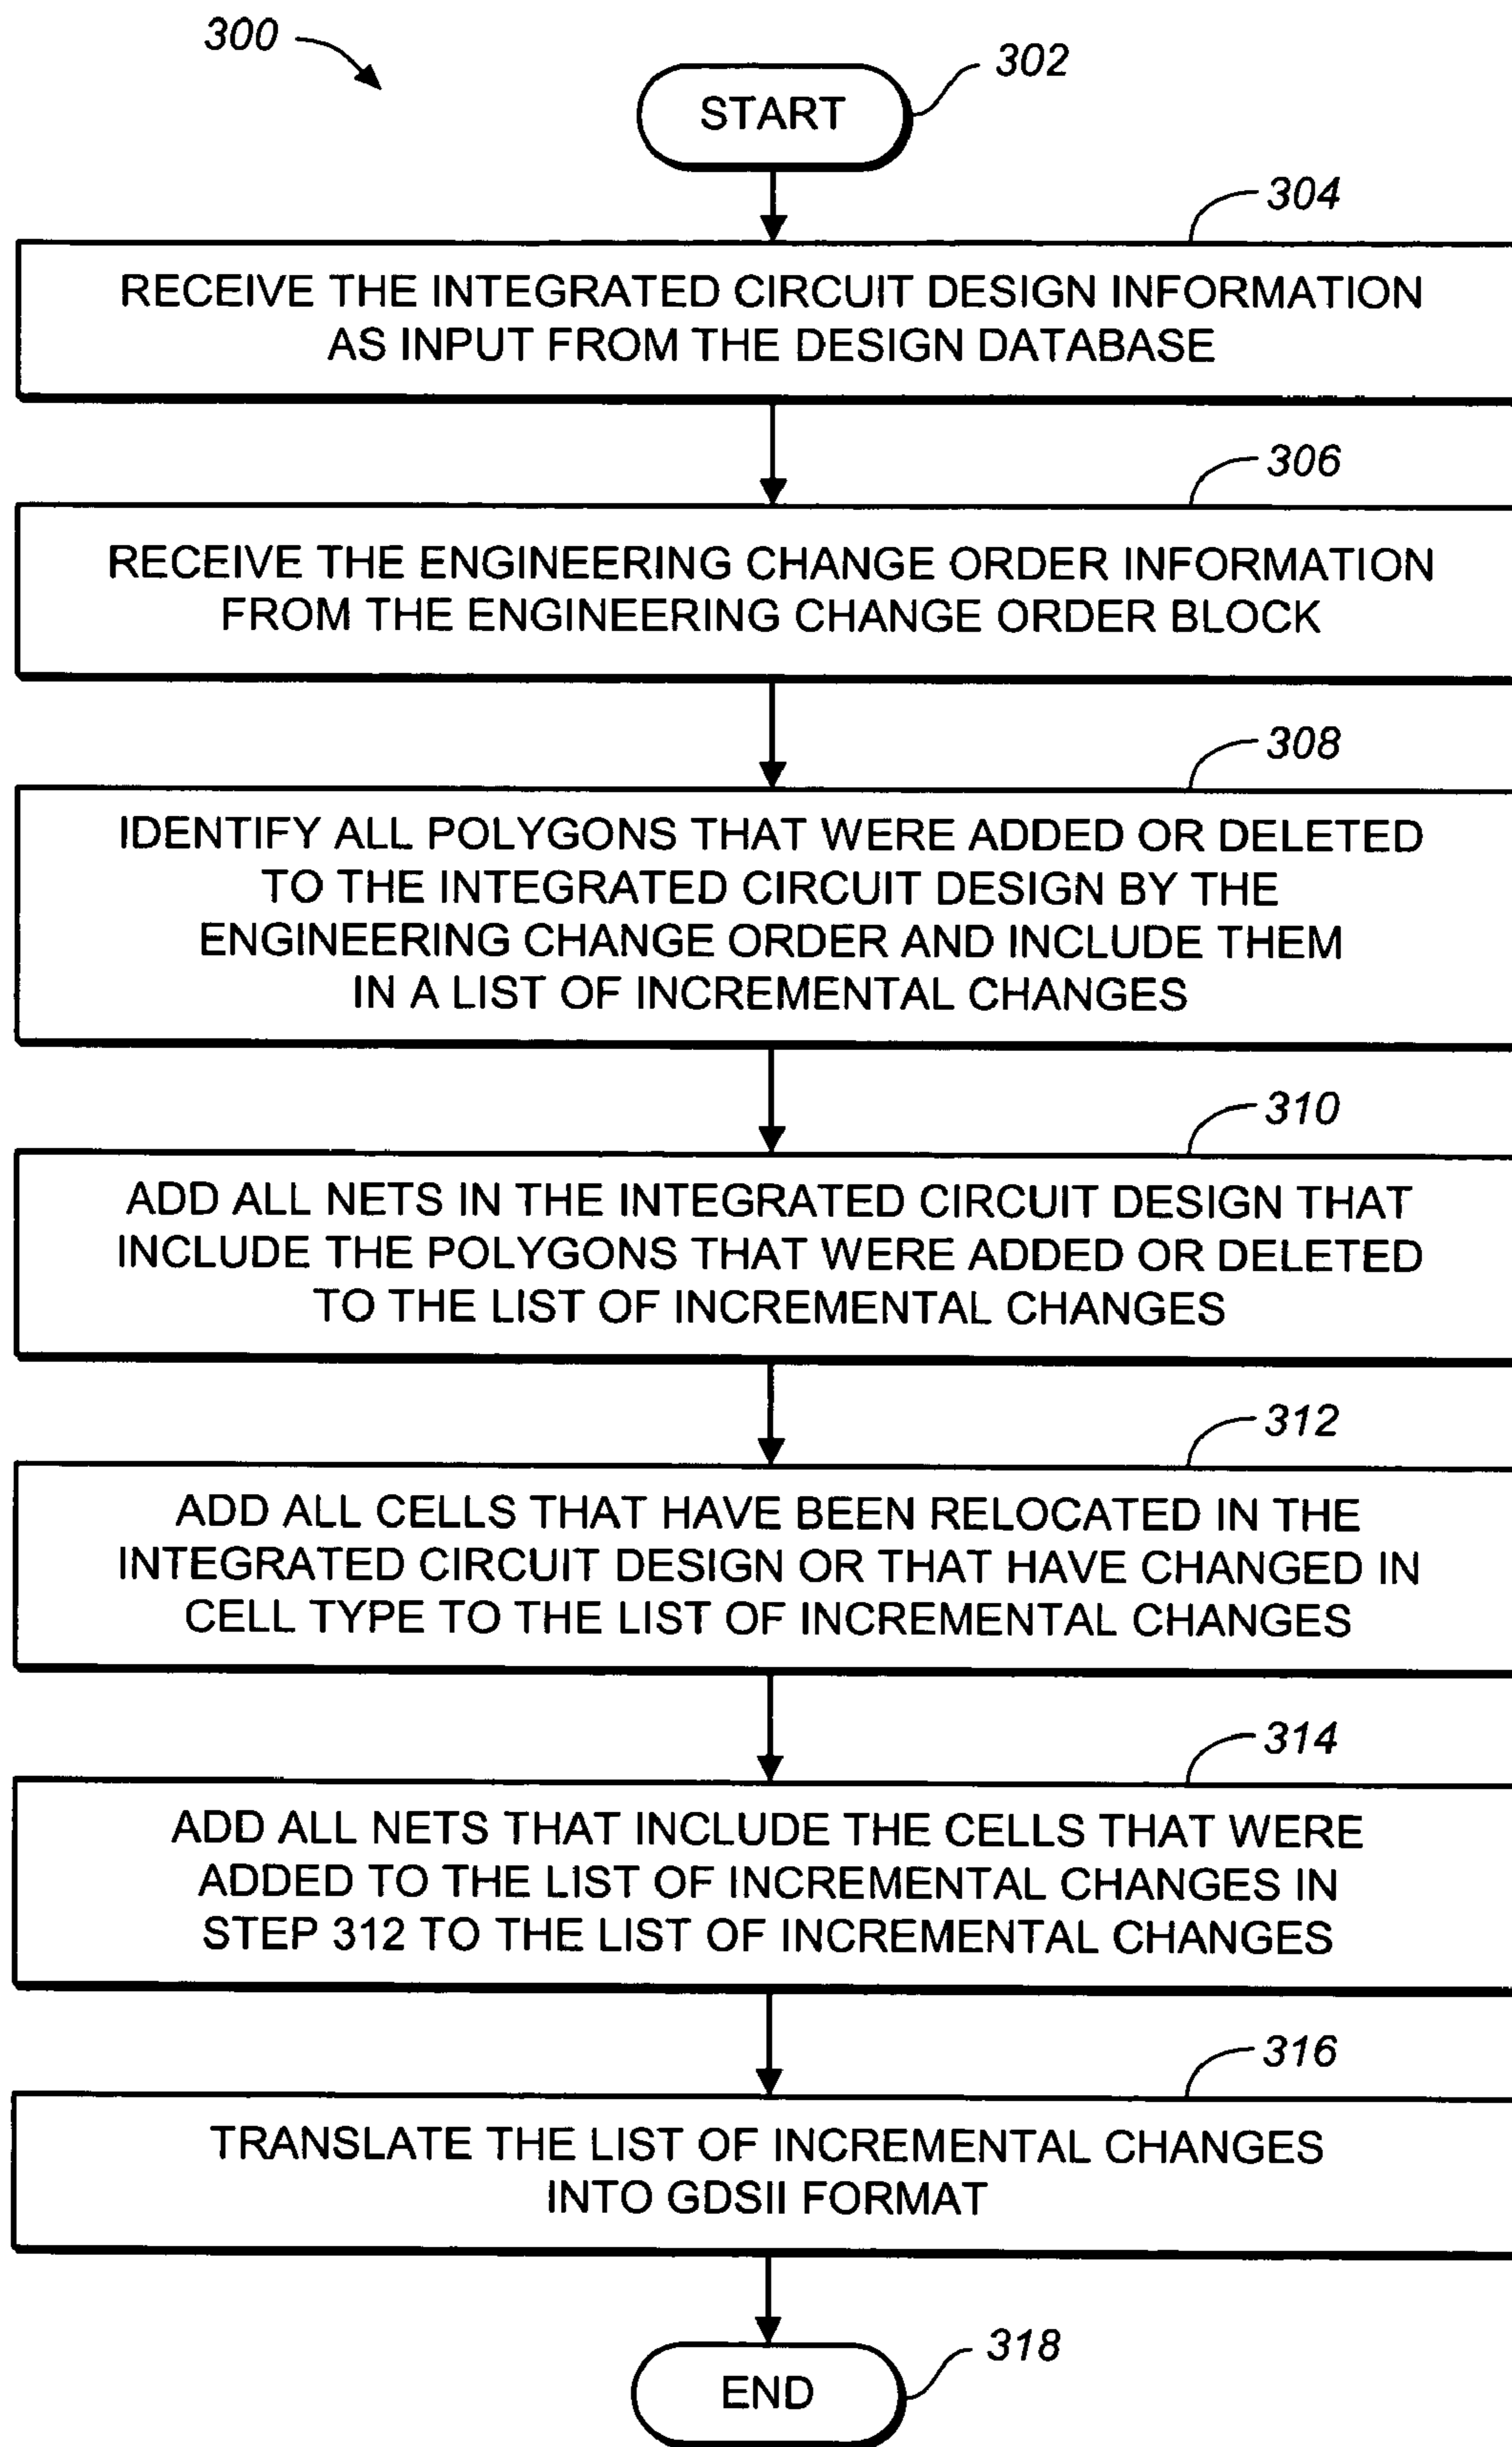 300
302
START
304
RECEIVE THE INTEGRATED CIRCUIT DESIGN INFORMATION
AS INPUT FROM THE DESIGN DATABASE
306
RECEIVE THE ENGINEERING CHANGE ORDER INFORMATION
FROM THE ENGINEERING CHANGE ORDER BLOCK
308
IDENTIFY ALL POLYGONS THAT WERE ADDED OR DELETED
TO THE INTEGRATED CIRCUIT DESIGN BY THE
ENGINEERING CHANGE ORDER AND INCLUDE THEM
IN A LIST OF INCREMENTAL CHANGES
310
ADD ALL NETS IN THE INTEGRATED CIRCUIT DESIGN THAT
INCLUDE THE POLYGONS THAT WERE ADDED OR DELETED
TO THE LIST OF INCREMENTAL CHANGES
312
ADD ALL CELLS THAT HAVE BEEN RELOCATED IN THE
INTEGRATED CIRCUIT DESIGN OR THAT HAVE CHANGED IN
CELL TYPE TO THE LIST OF INCREMENTAL CHANGES
314
ADD ALL NETS THAT INCLUDE THE CELLS THAT WERE
ADDED TO THE LIST OF INCREMENTAL CHANGES IN
STEP 312 TO THE LIST OF INCREMENTAL CHANGES
316
TRANSLATE THE LIST OF INCREMENTAL CHANGES
INTO GDSII FORMAT
318
END